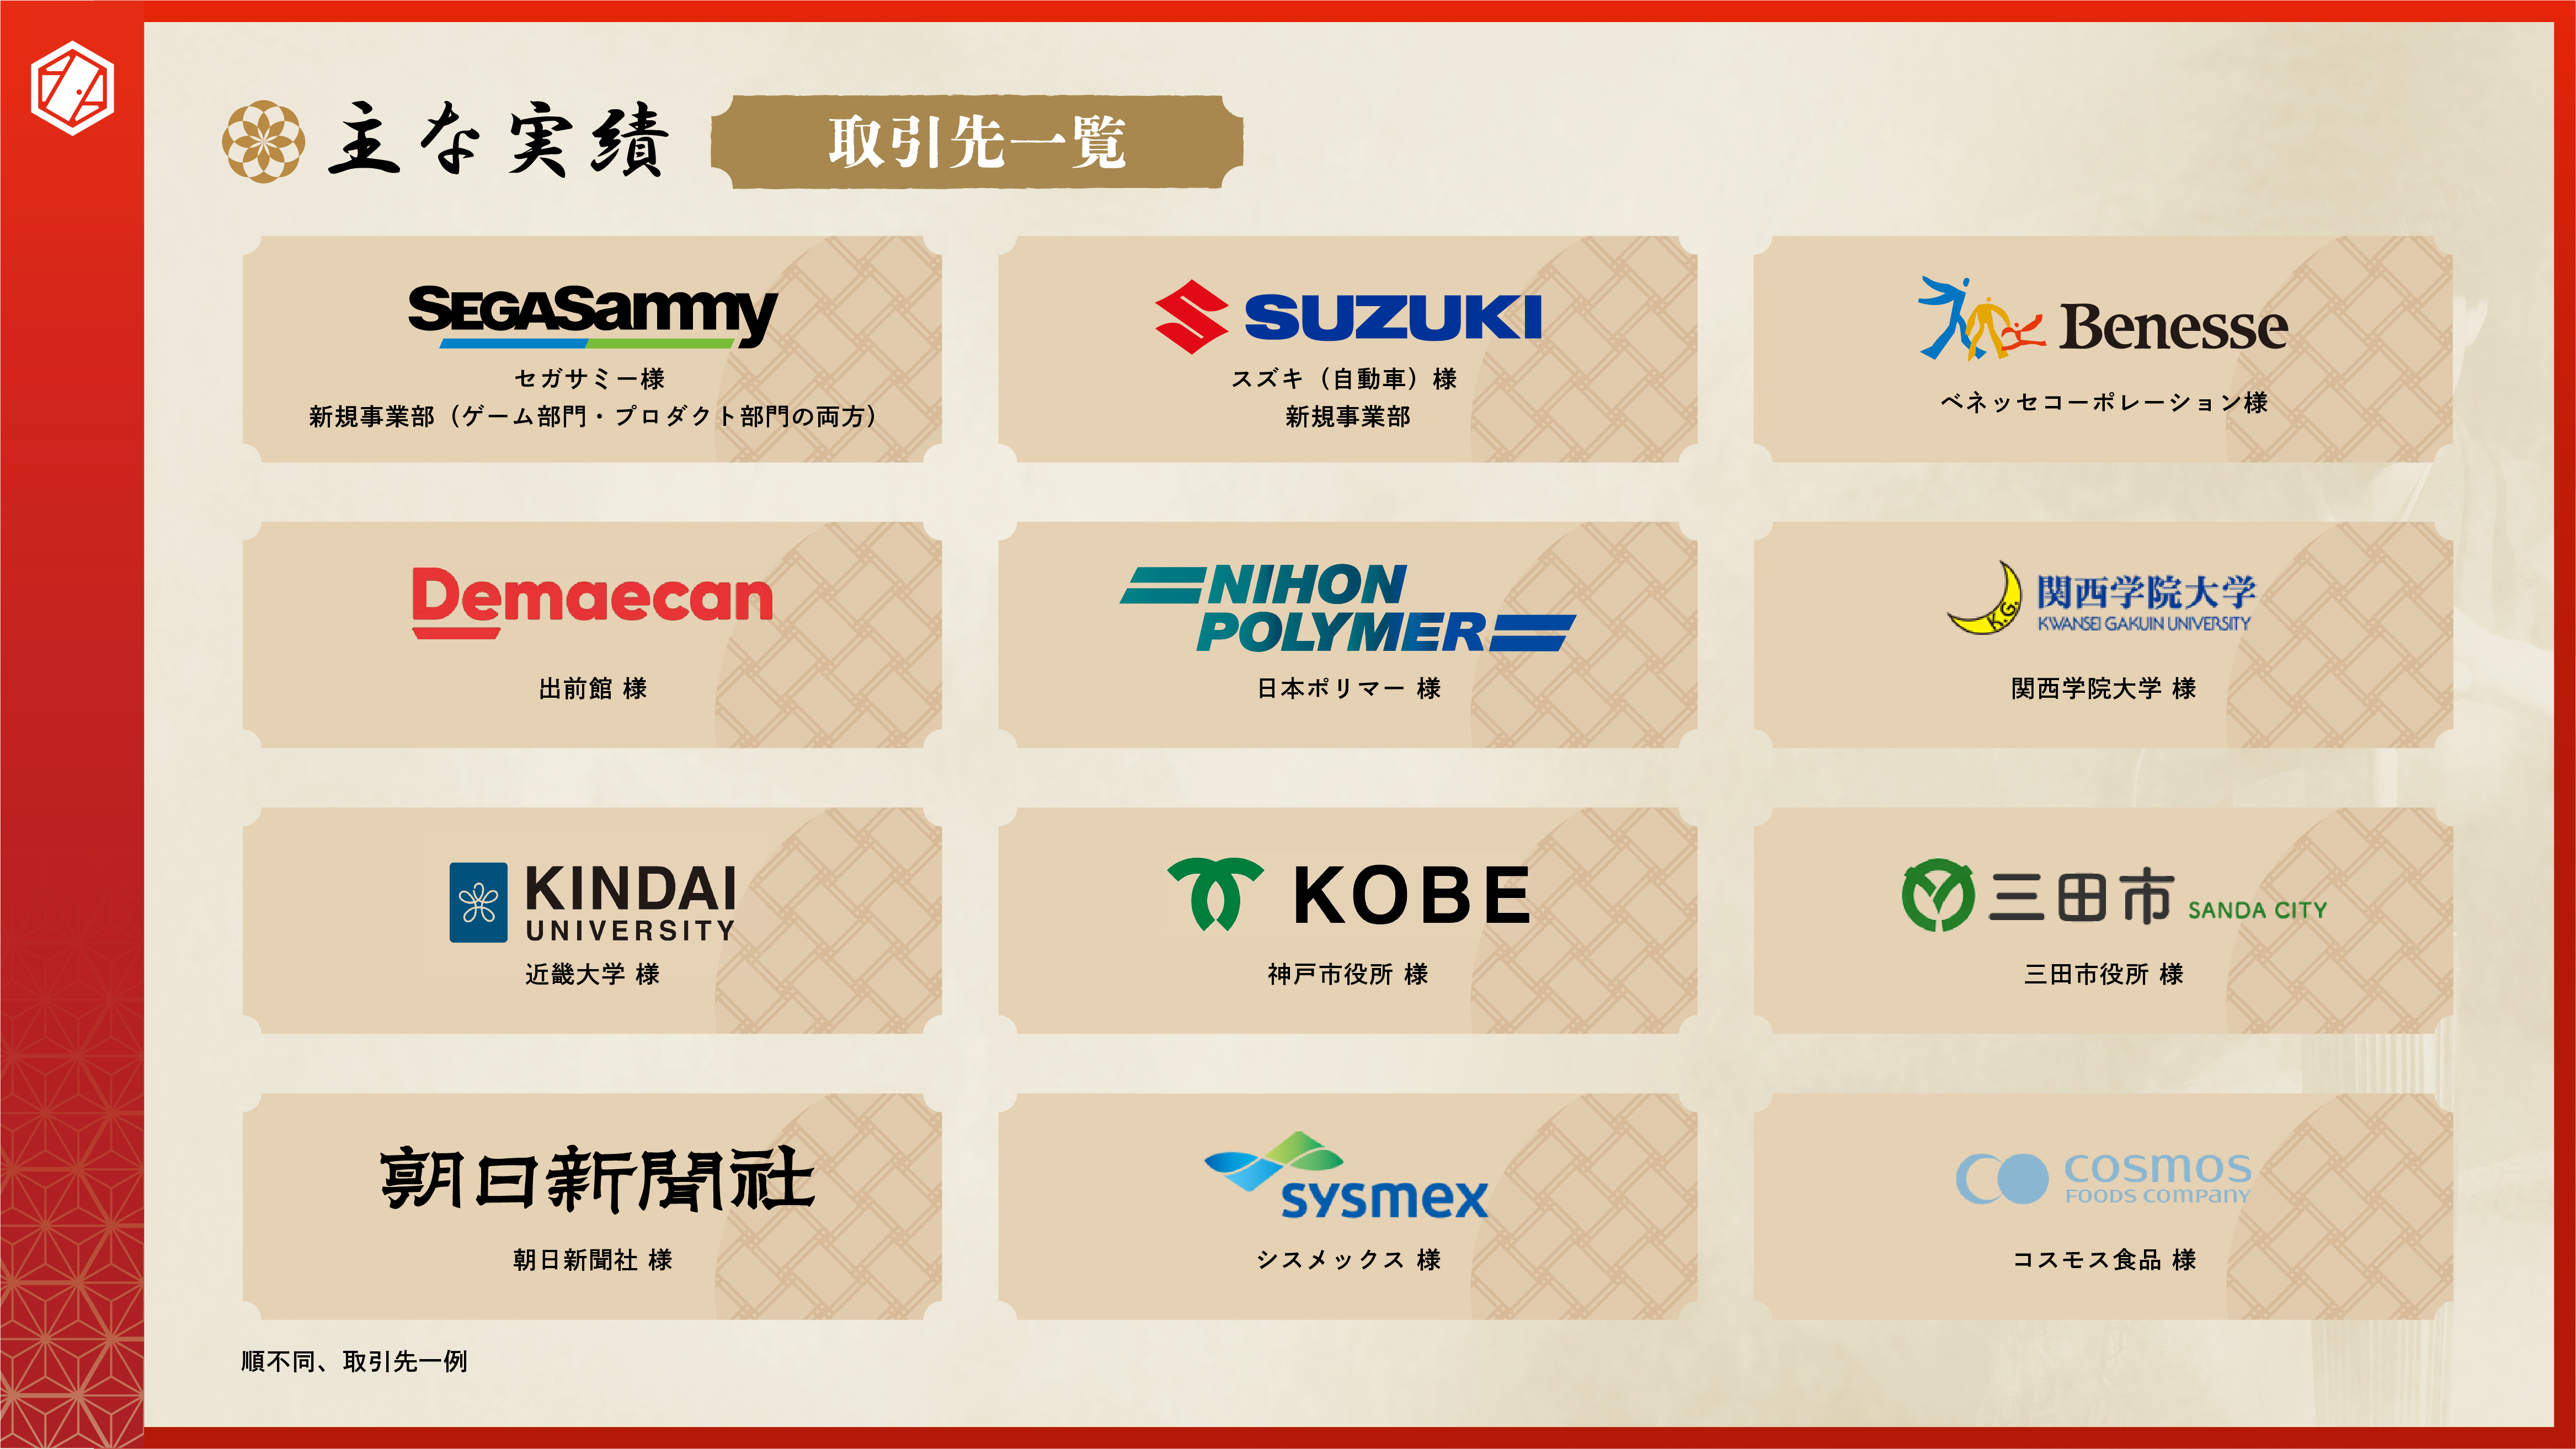 主な実績
取引先一覧
SEGASammy
セガサミー様
新規事業部（ゲーム部門・プロダクト部門の両方）
SUZUKI
スズキ（自動車）様
新規事業部
Benesse
ベネッセコーポレーション様
Demaecan
出前館 様
NIHON
POLYMER
日本ポリマー 様
K.G.
関西学院大学
KWANSEI GAKUIN UNIVERSITY
関西学院大学 様
KINDAI
UNIVERSITY
近畿大学 様
KOBE
神戸市役所 様
三田市 SANDA CITY
三田市役所 様
朝日新聞社
朝日新聞社 様
sysmex
シスメックス 様
cosmos
FOODS company
コスモス食品 様
順不同、取引先一例